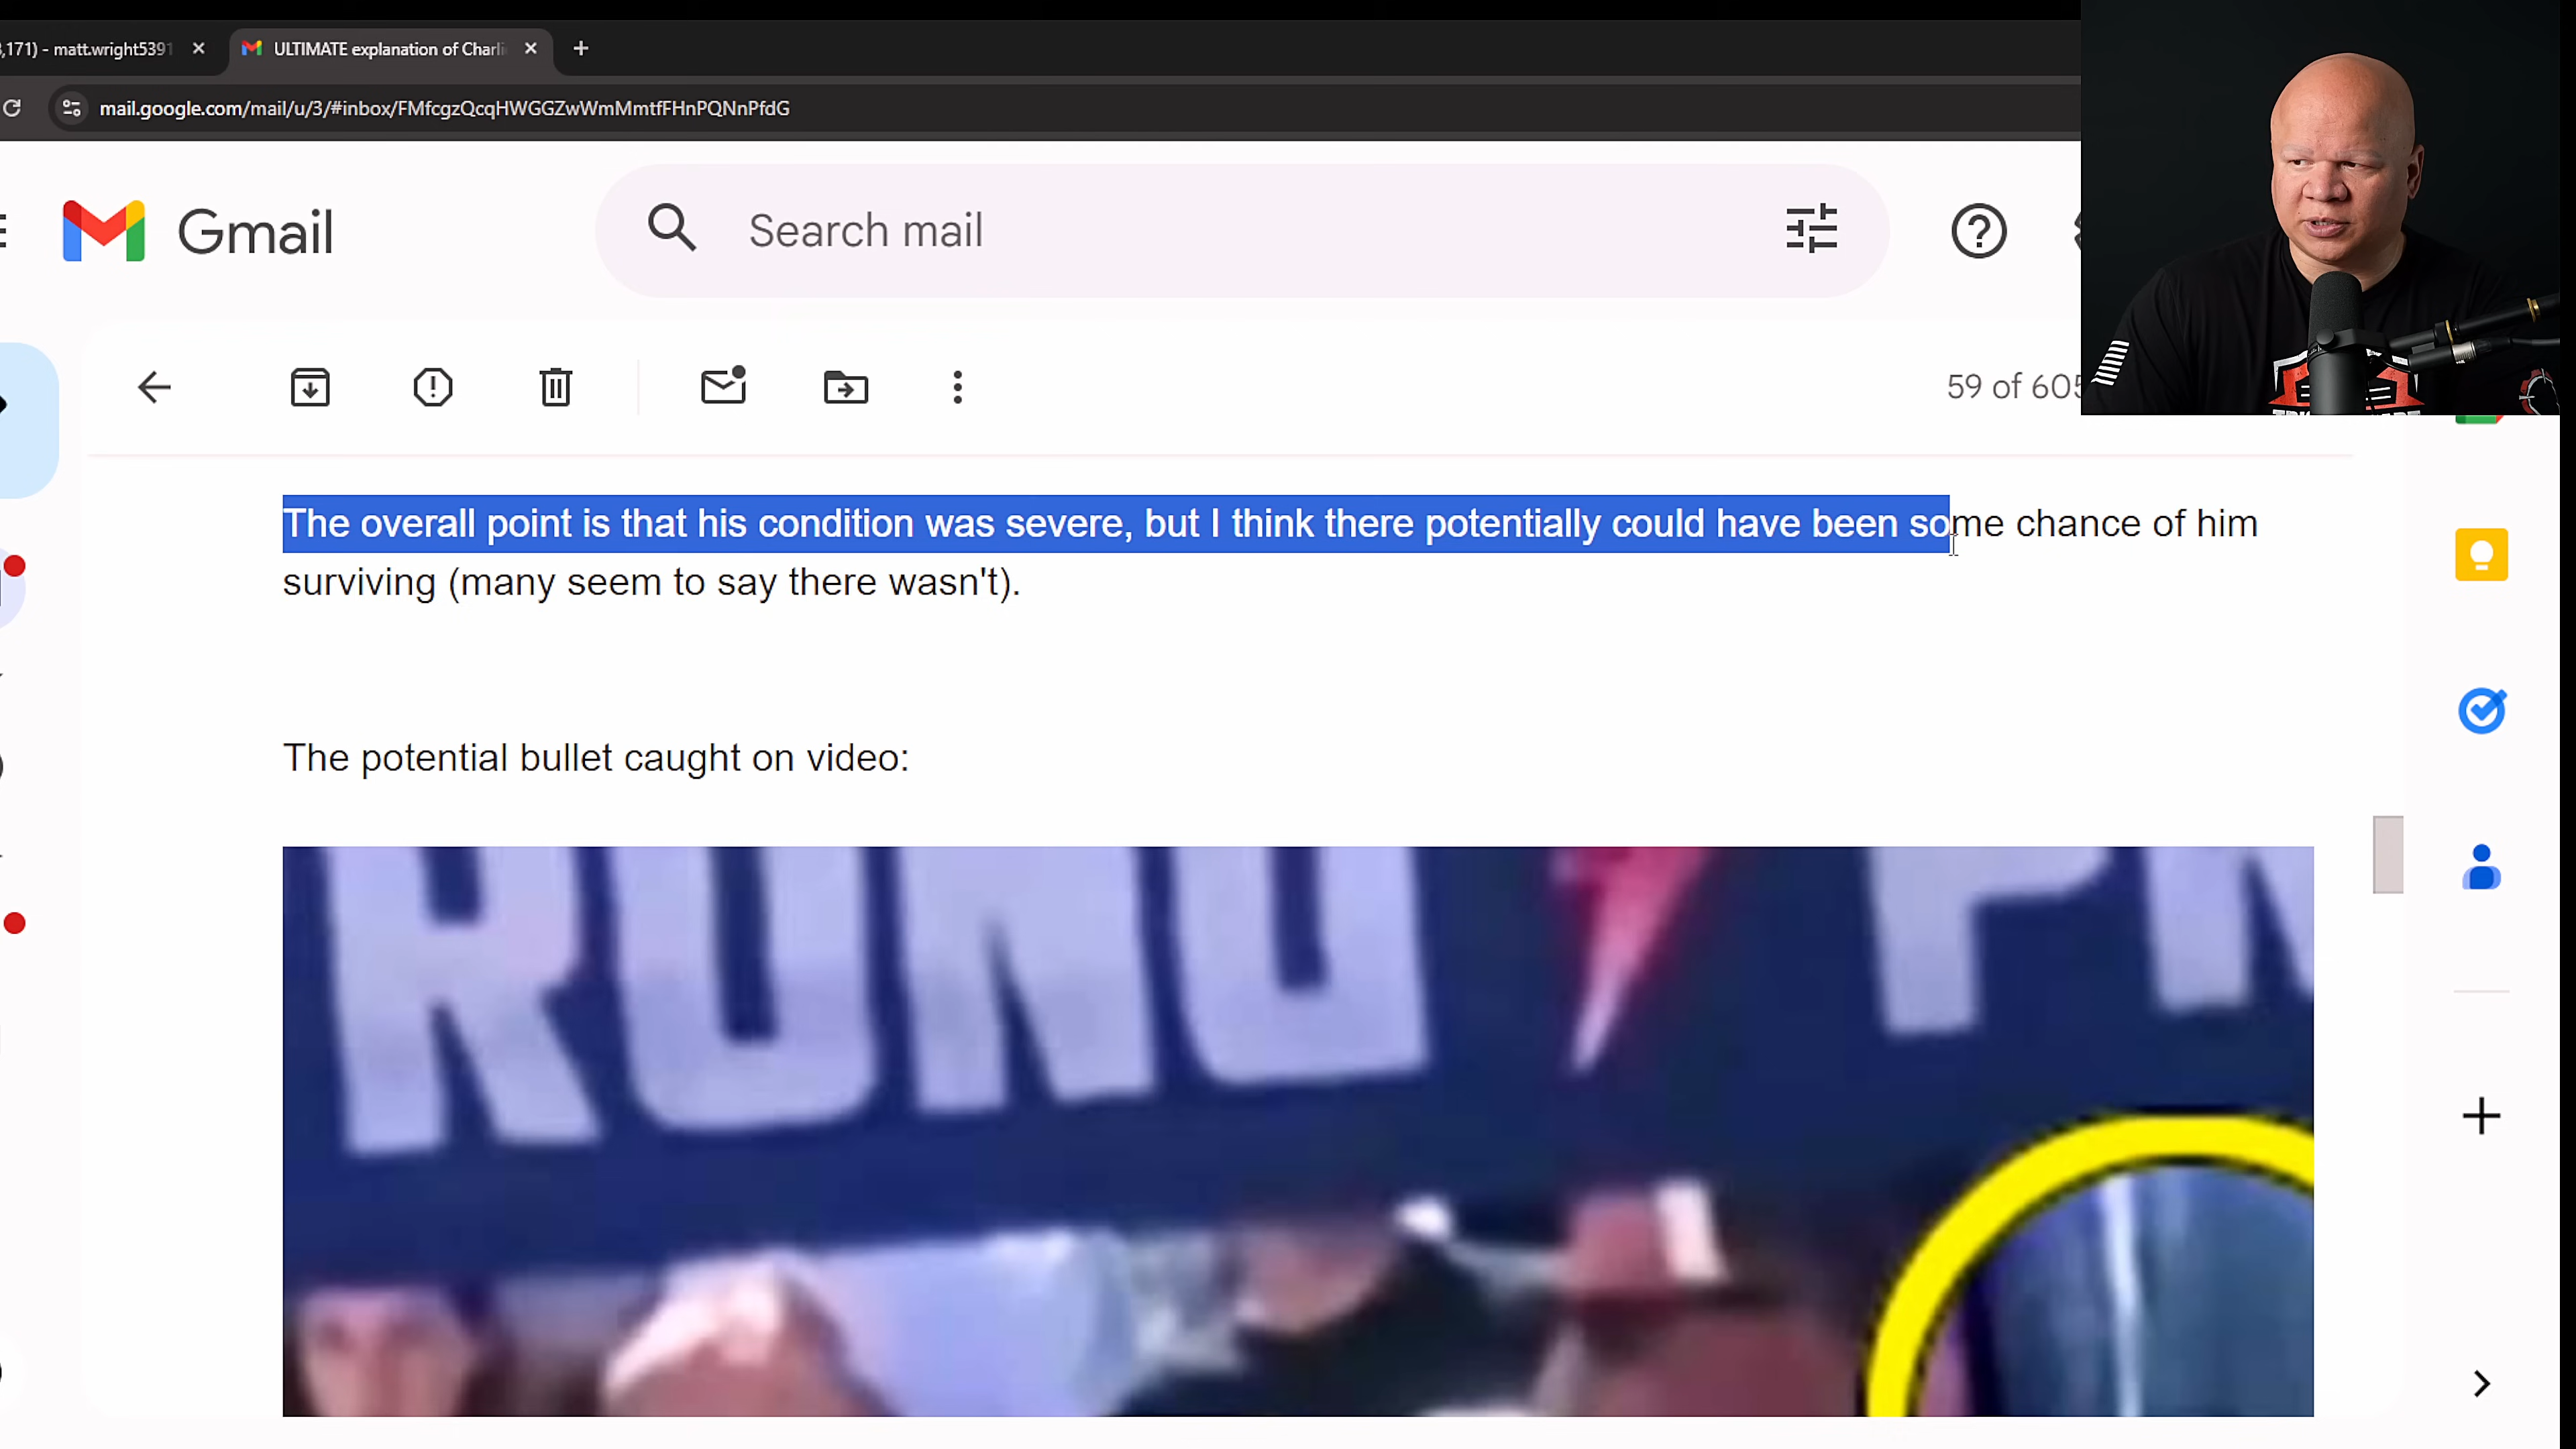 ,171) - matt.wright5391
ULTIMATE explanation of Charli
mail.google.com/mail/u/3/#inbox/FMfcgzQcqHWGGZwWmMmtfFHnPQNnPfdG
Gmail
Search mail
59 of 605
The overall point is that his condition was severe, but I think there potentially could have been some chance of him
surviving (many seem to say there wasn't).
The potential bullet caught on video:
RONG